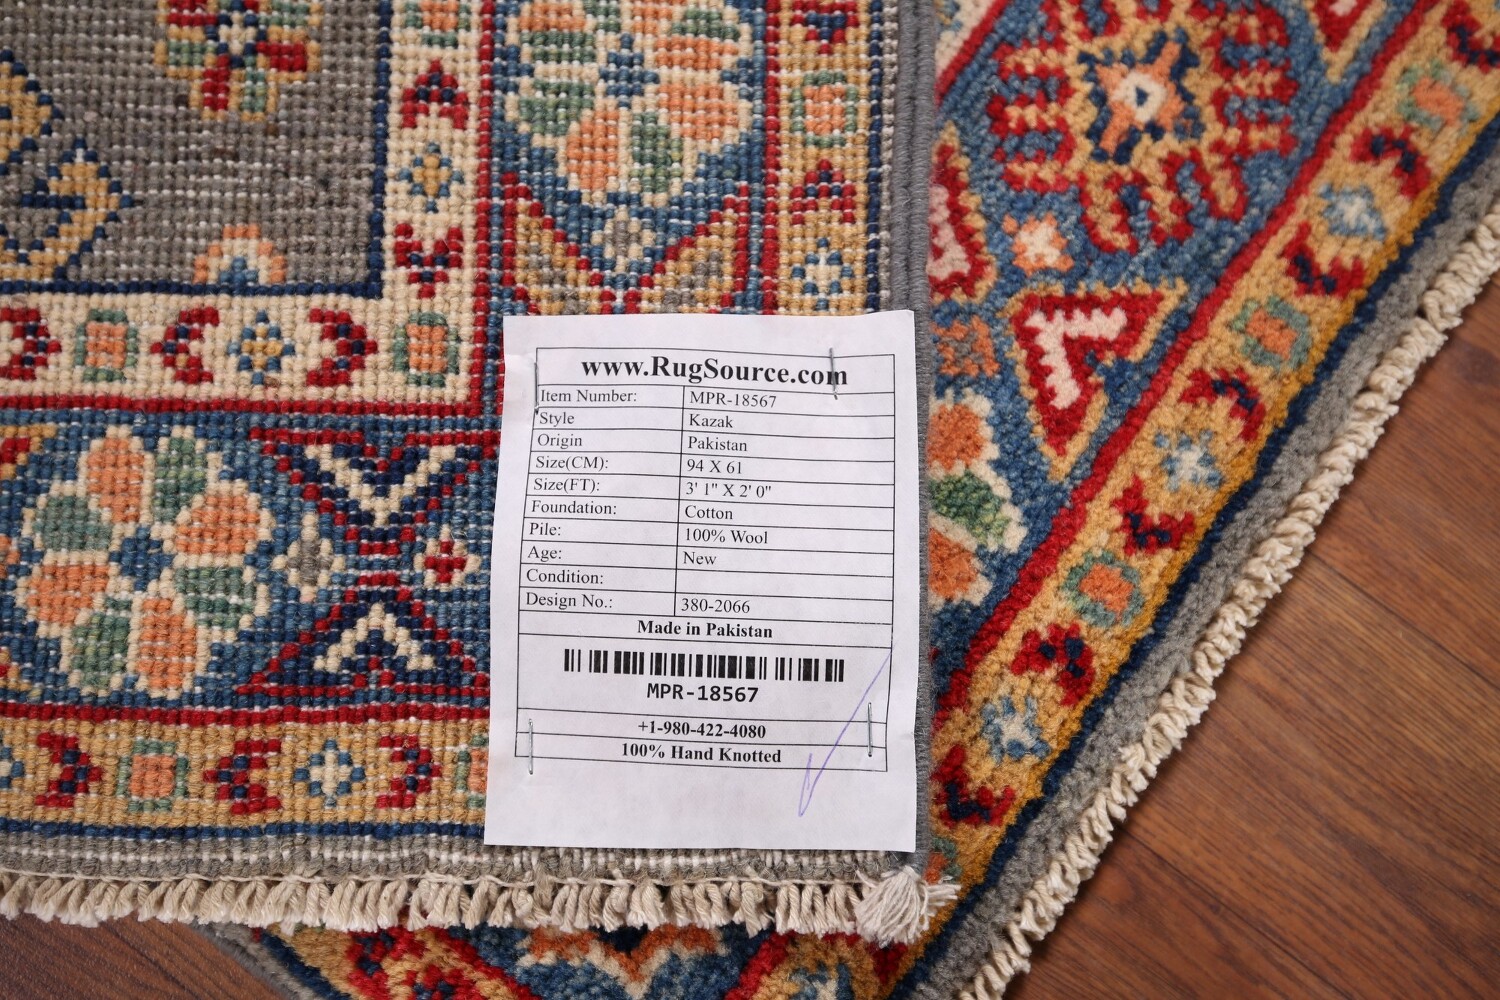 www.RugSource.com
Item Number: MPR-18567
Style Kazak
Origin Pakistan
Size(CM): 94 X 61
Size(FT): 3' 1" X 2' 0"
Foundation: Cotton
Pile: 100% Wool
Age: New
Condition:
Design No.: 380-2066
Made in Pakistan
MPR-18567
+1-980-422-4080
100% Hand Knotted